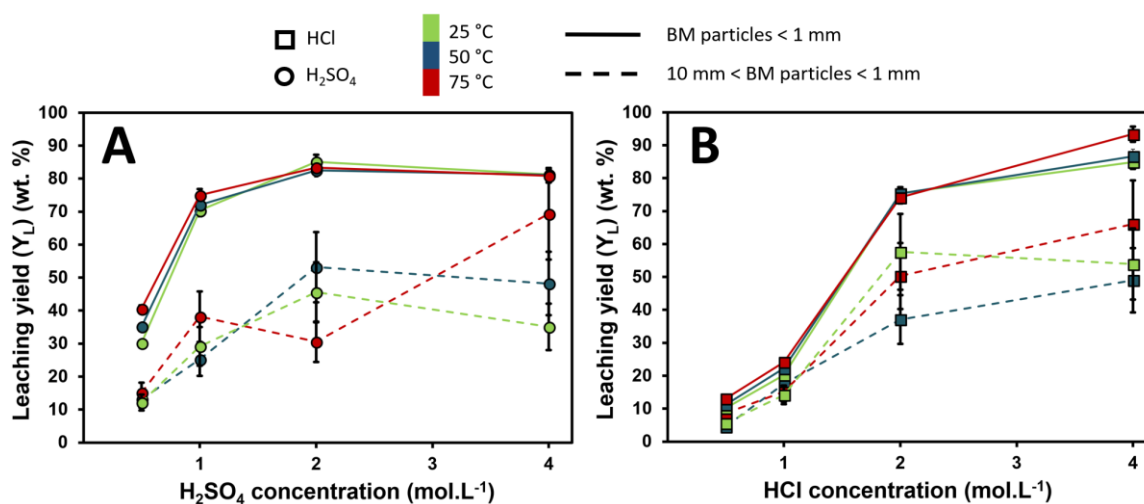 HCl
H₂SO₄
25 °C
50 °C
75 °C
BM particles < 1 mm
10 mm < BM particles < 1 mm
A
Leaching yield (Y_L) (wt. %)
100
90
80
70
60
50
40
30
20
10
0
1 2 3 4
H₂SO₄ concentration (mol.L⁻¹)
B
Leaching yield (Y_L) (wt. %)
100
90
80
70
60
50
40
30
20
10
0
1 2 3 4
HCl concentration (mol.L⁻¹)